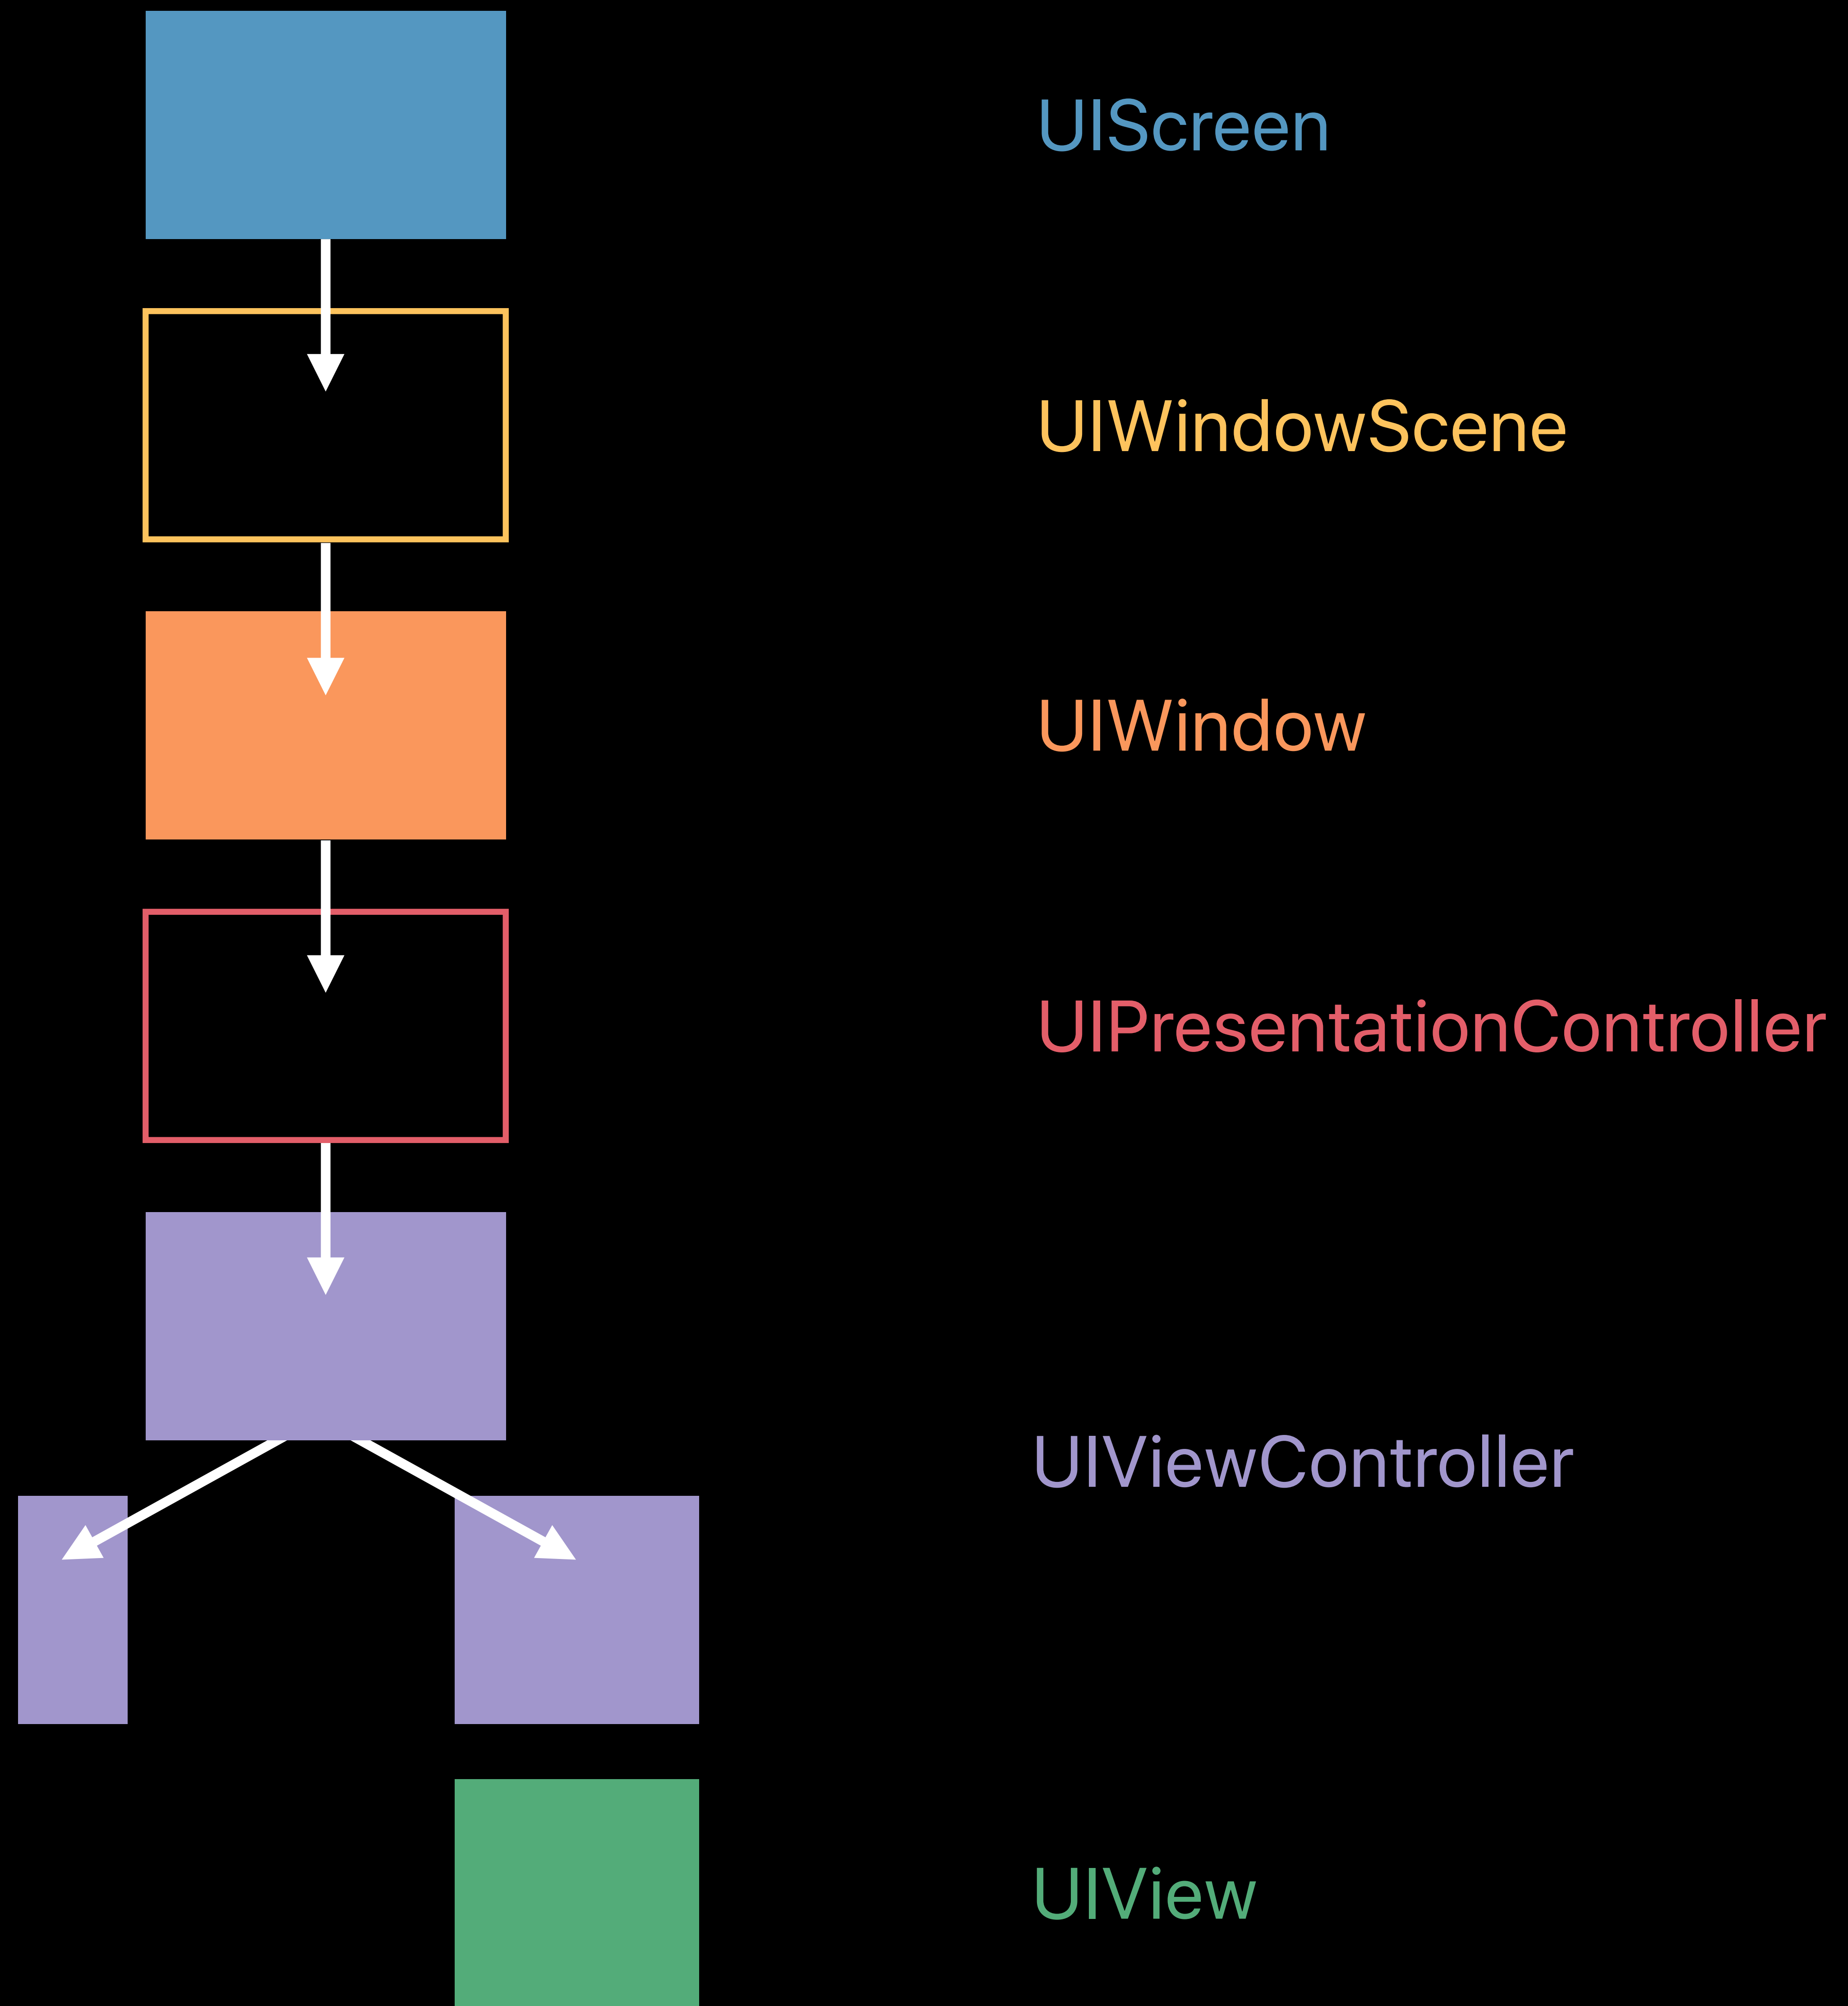 UIScreen
UIWindowScene
UIWindow
UIPresentationController
UIViewController
UIView